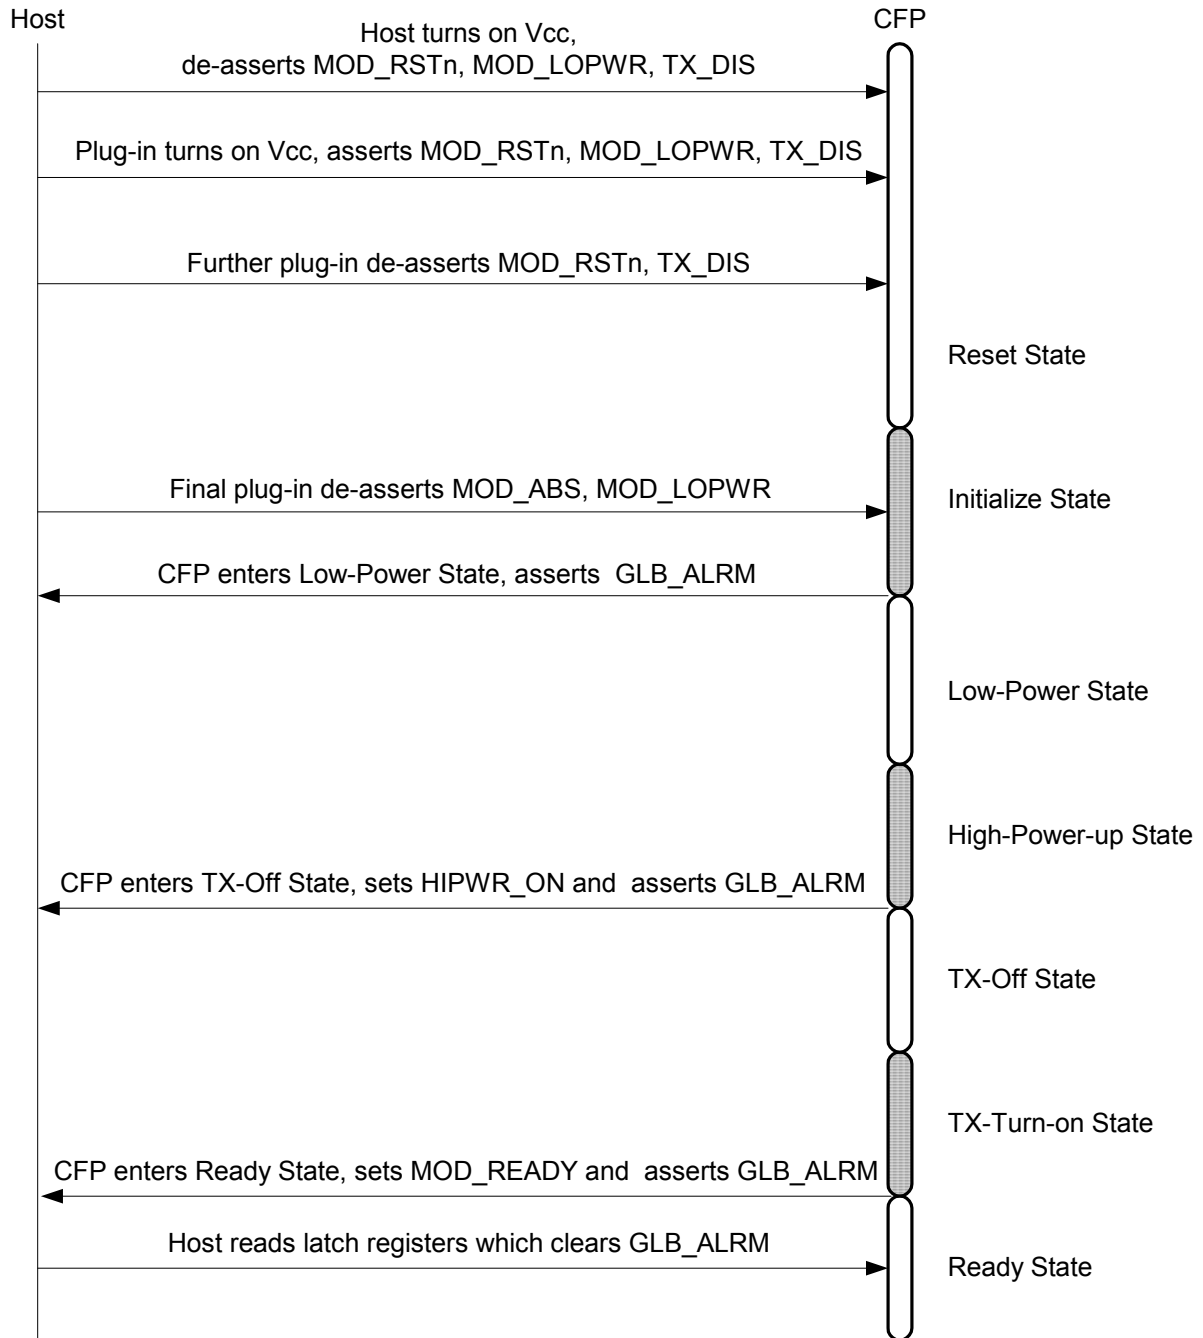 Host
CFP
Host turns on Vcc,
de-asserts MOD_RSTn, MOD_LOPWR, TX_DIS
Plug-in turns on Vcc, asserts MOD_RSTn, MOD_LOPWR, TX_DIS
Further plug-in de-asserts MOD_RSTn, TX_DIS
Reset State
Final plug-in de-asserts MOD_ABS, MOD_LOPWR
Initialize State
CFP enters Low-Power State, asserts  GLB_ALRM
Low-Power State
High-Power-up State
CFP enters TX-Off State, sets HIPWR_ON and  asserts GLB_ALRM
TX-Off State
TX-Turn-on State
CFP enters Ready State, sets MOD_READY and  asserts GLB_ALRM
Host reads latch registers which clears GLB_ALRM
Ready State